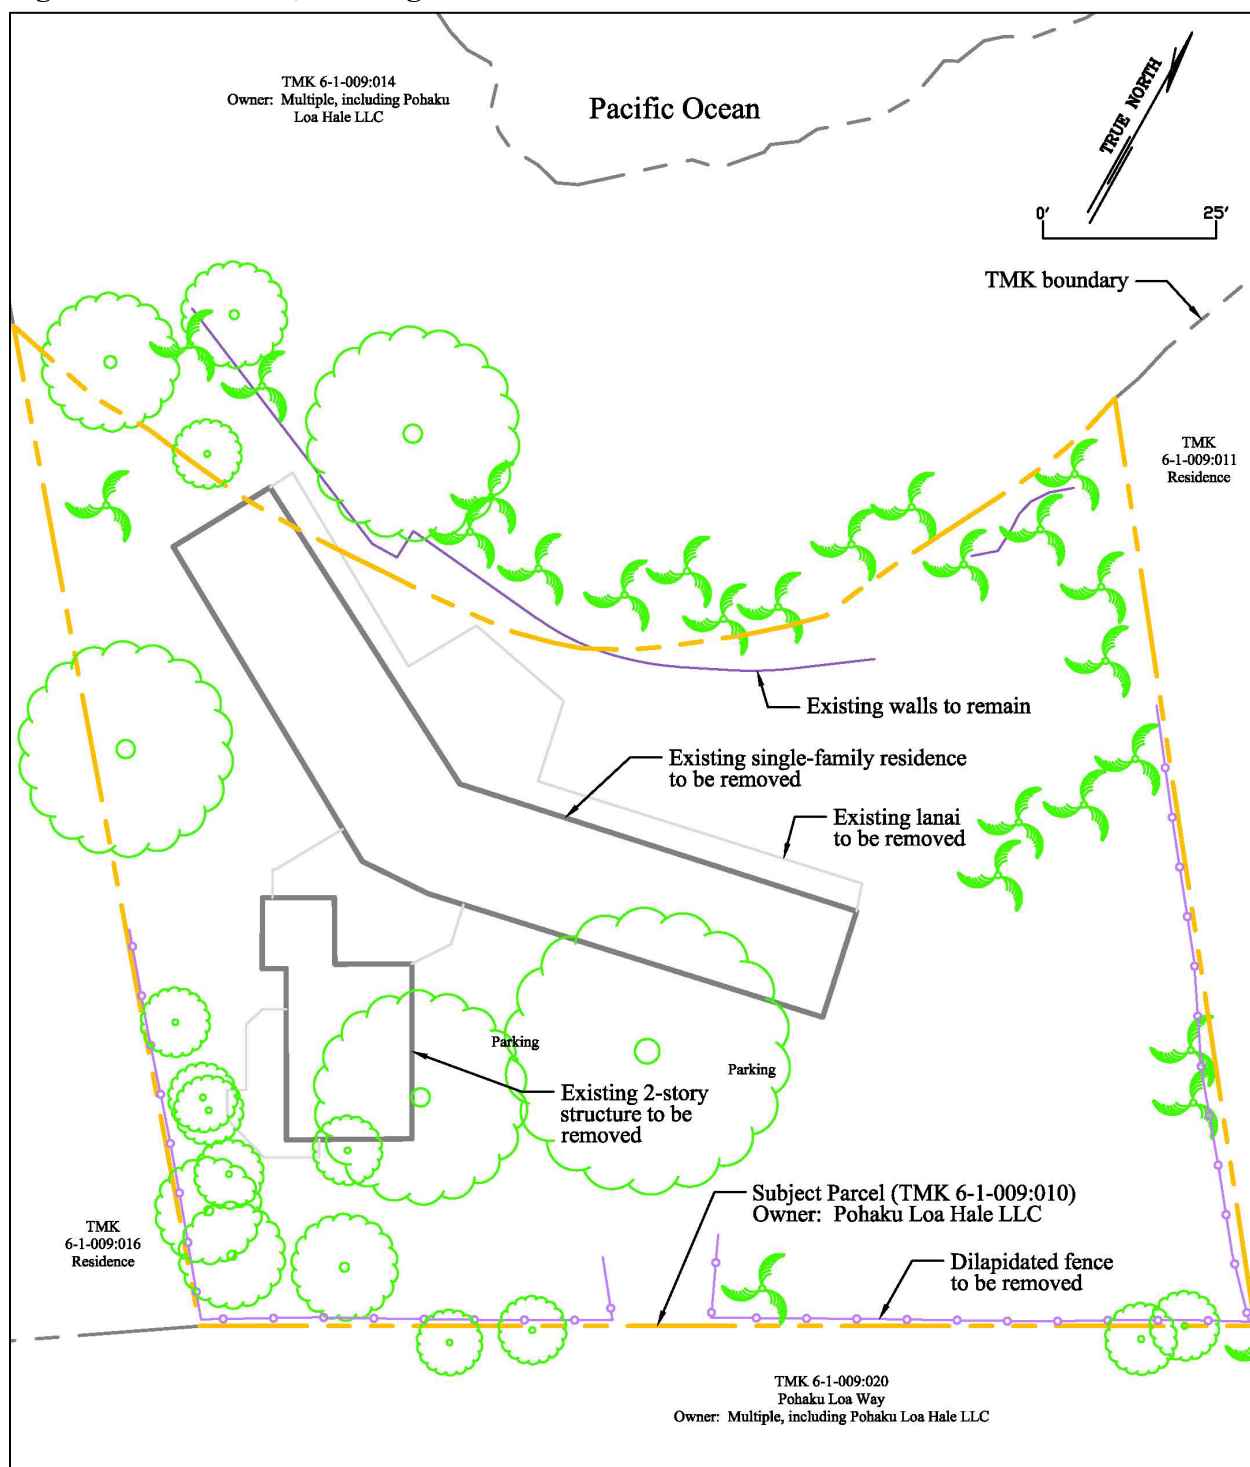 TMK 6-1-009:014
Owner: Multiple, including Pohaku
Loa Hale LLC
Pacific Ocean
TRUE NORTH
0'
25'
TMK boundary
TMK
6-1-009:011
Residence
Existing walls to remain
Existing single-family residence
to be removed
Existing lanai
to be removed
Parking
Parking
Existing 2-story
structure to be
removed
Subject Parcel (TMK 6-1-009:010)
Owner: Pohaku Loa Hale LLC
TMK
6-1-009:016
Residence
Dilapidated fence
to be removed
TMK 6-1-009:020
Pohaku Loa Way
Owner: Multiple, including Pohaku Loa Hale LLC